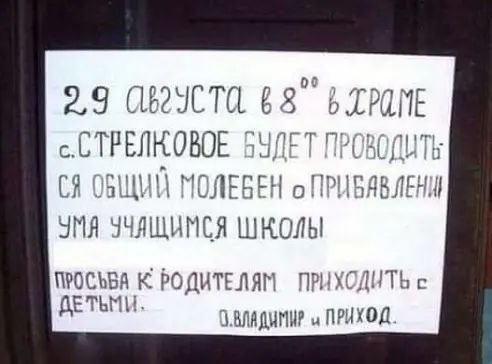 29 АВГУСТА в 8⁰⁰ в ХРАМЕ
с.СТРЕЛКОВОЕ БУДЕТ ПРОВОДИТЬ-
СЯ ОБЩИЙ МОЛЕБЕН о ПРИБАВЛЕНИИ
УМА УЧАЩИМСЯ ШКОЛЫ
ПРОСЬБА К РОДИТЕЛЯМ ПРИХОДИТЬ с
ДЕТЬМИ.
О.ВЛАДИМИР и ПРИХОД.